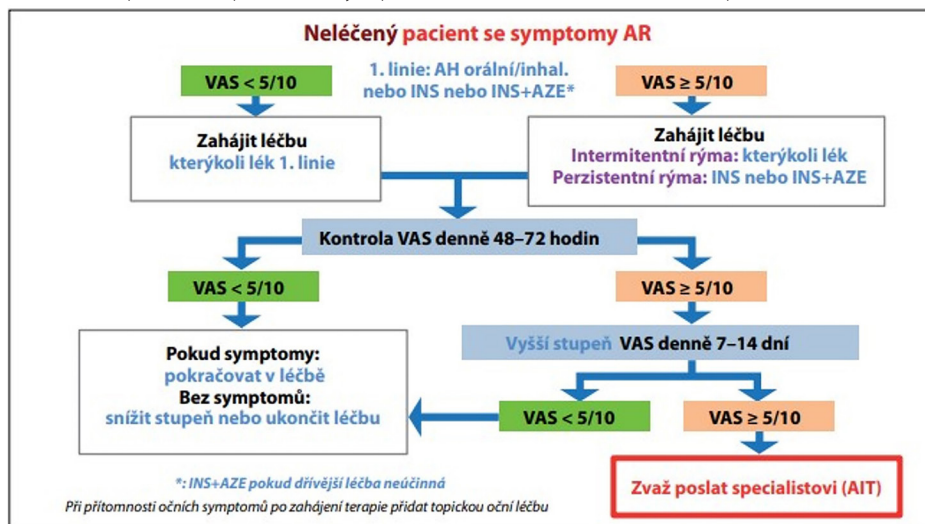 Neléčený pacient se symptomy AR
VAS < 5/10
1. linie: AH orální/inhal.
nebo INS nebo INS+AZE*
VAS ≥ 5/10
Zahájit léčbu
kterýkoli lék 1. linie
Zahájit léčbu
Intermitentní rýma: kterýkoli lék
Perzistentní rýma: INS nebo INS+AZE
Kontrola VAS denně 48–72 hodin
VAS < 5/10
VAS ≥ 5/10
Vyšší stupeň VAS denně 7–14 dní
Pokud symptomy:
pokračovat v léčbě
Bez symptomů:
snížit stupeň nebo ukončit léčbu
VAS < 5/10
VAS ≥ 5/10
Zvaž poslat specialistovi (AIT)
*: INS+AZE pokud dřívější léčba neúčinná
Při přítomnosti očních symptomů po zahájení terapie přidat topickou oční léčbu